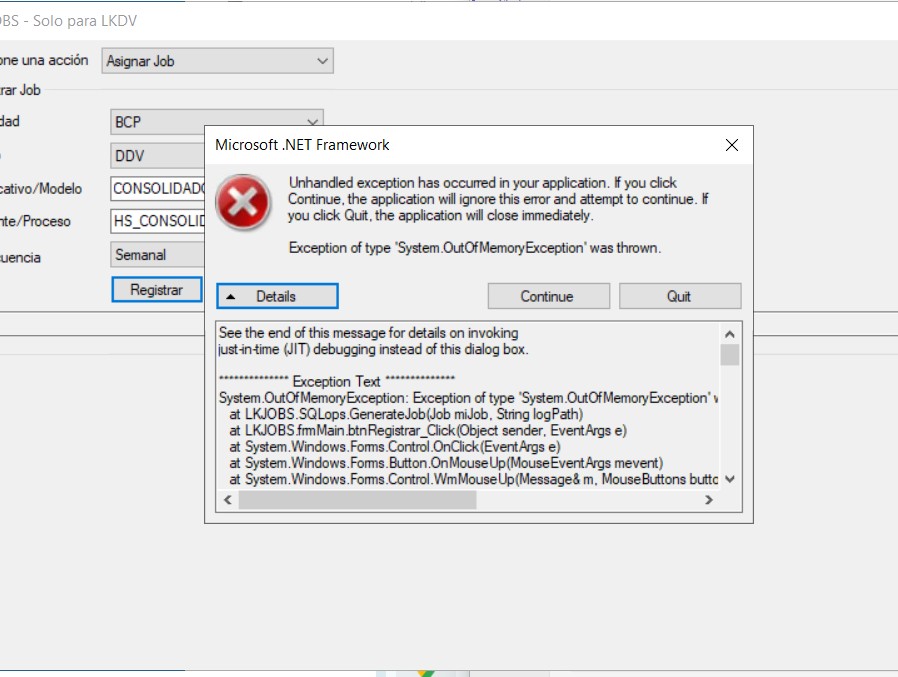 OBS - Solo para LKDV
one una acción
Asignar Job
rar Job
dad
BCP
DDV
cativo/Modelo
CONSOLIDADO
nte/Proceso
HS_CONSOLID
uencia
Semanal
Registrar
Microsoft .NET Framework
Unhandled exception has occurred in your application. If you click
Continue, the application will ignore this error and attempt to continue. If
you click Quit, the application will close immediately.
Exception of type 'System.OutOfMemoryException' was thrown.
Details
Continue
Quit
See the end of this message for details on invoking
just-in-time (JIT) debugging instead of this dialog box.
************** Exception Text **************
System.OutOfMemoryException: Exception of type 'System.OutOfMemoryException' w
at LKJOBS.SQLops.GenerateJob(Job miJob, String logPath)
at LKJOBS.frmMain.btnRegistrar_Click(Object sender, EventArgs e)
at System.Windows.Forms.Control.OnClick(EventArgs e)
at System.Windows.Forms.Button.OnMouseUp(MouseEventArgs mevent)
at System.Windows.Forms.Control.WmMouseUp(Message& m, MouseButtons butto